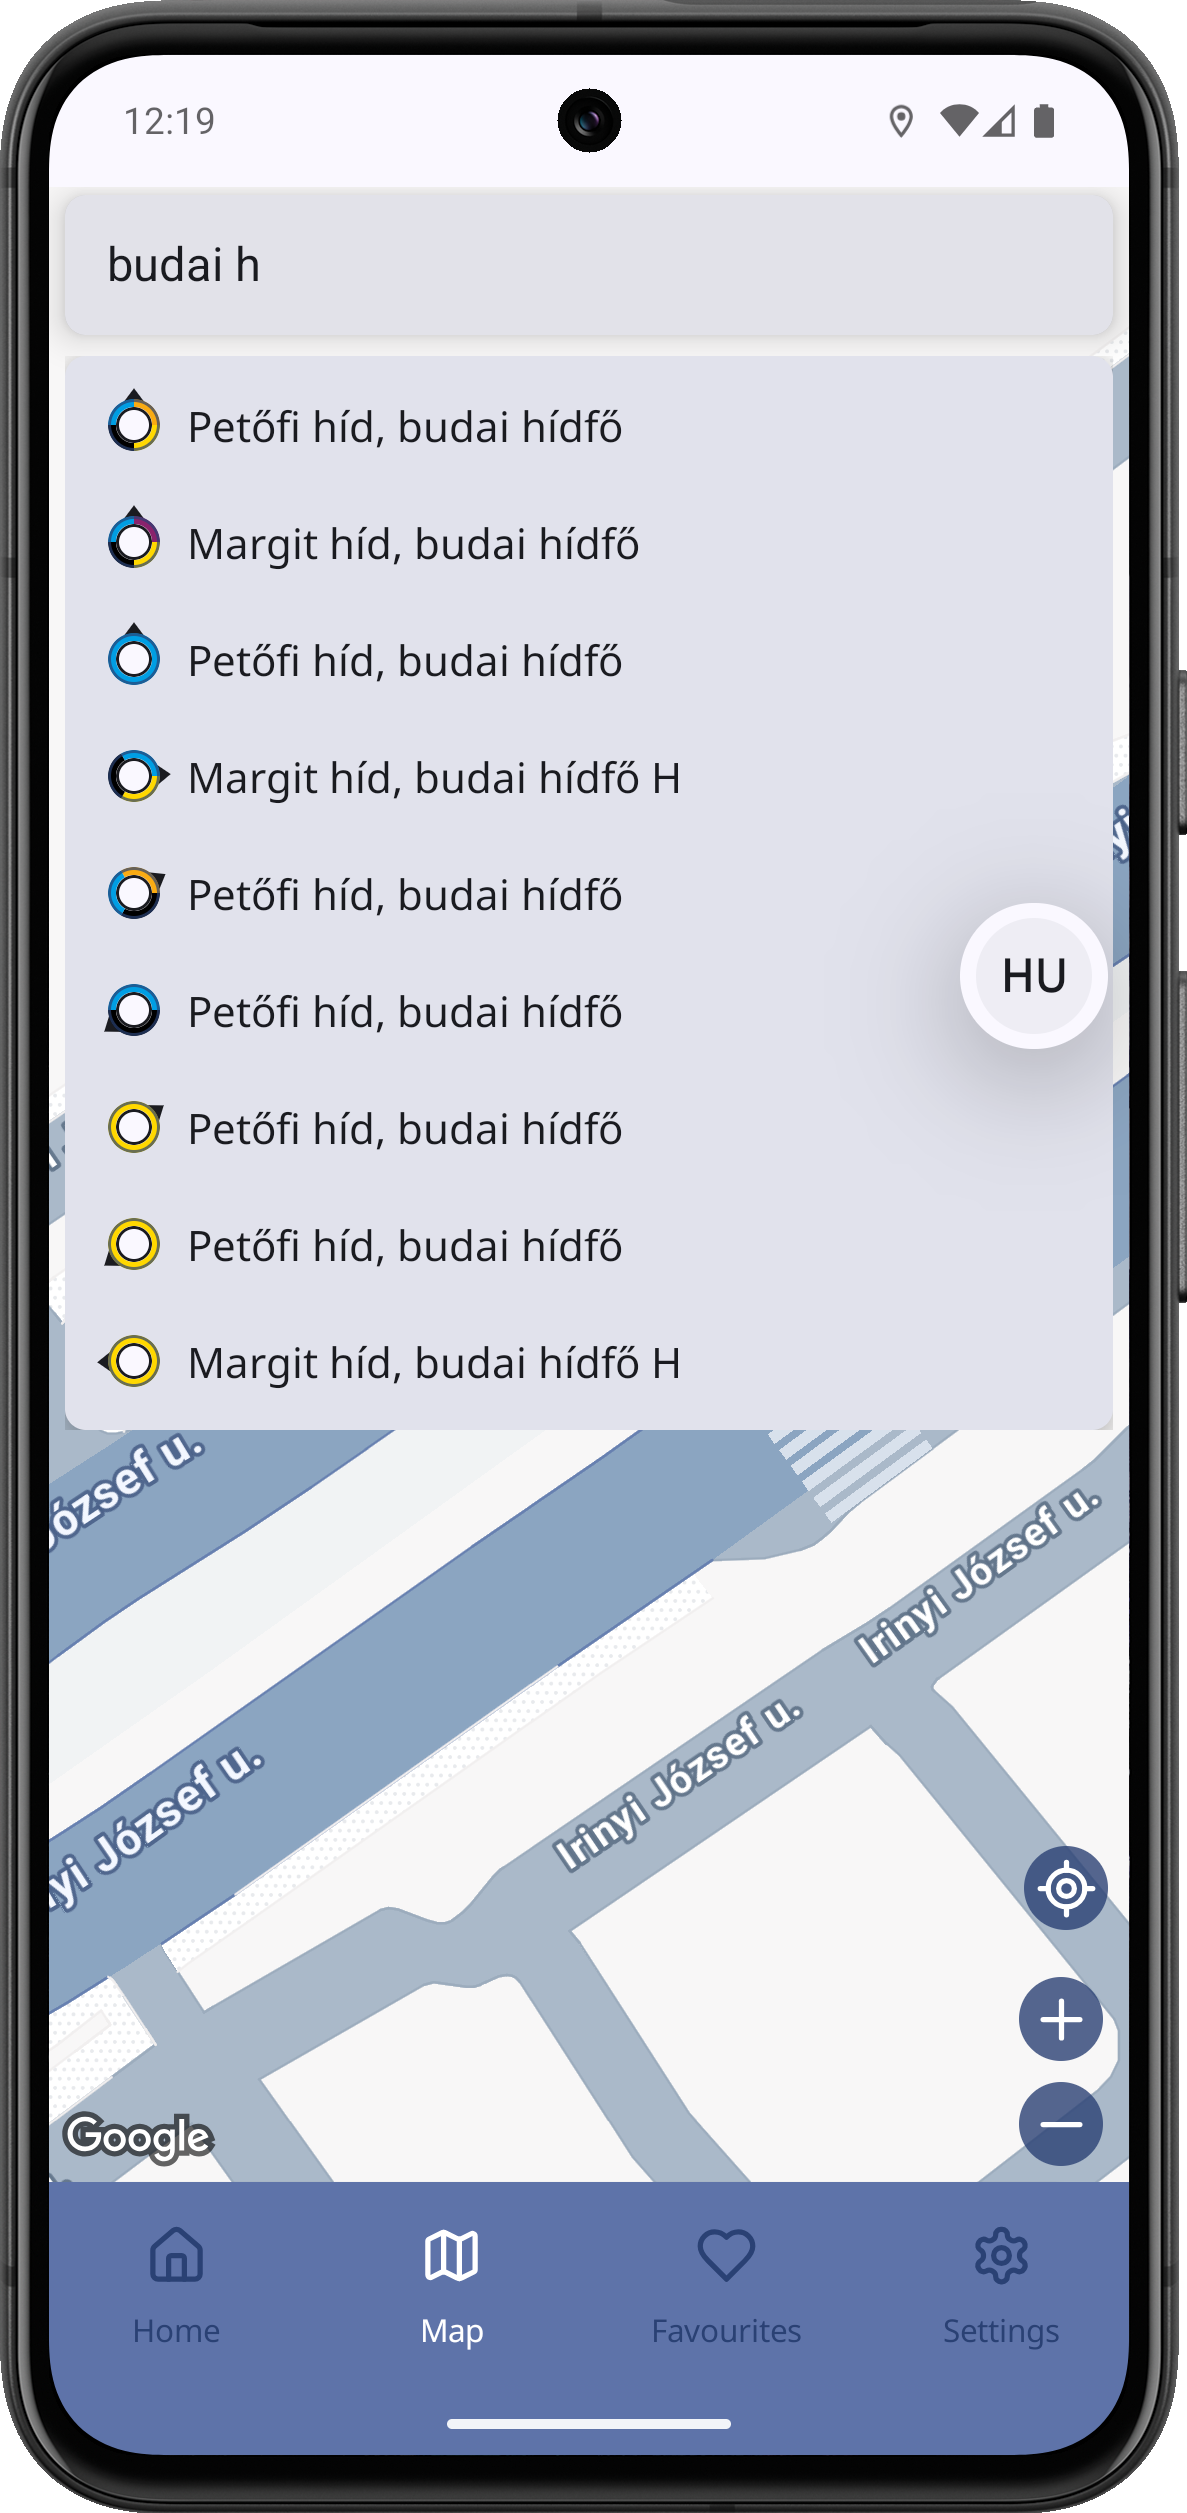 12:19
budai h
Petőfi híd, budai hídfő
Margit híd, budai hídfő
Petőfi híd, budai hídfő
Margit híd, budai hídfő H
Petőfi híd, budai hídfő
HU
Petőfi híd, budai hídfő
Petőfi híd, budai hídfő
Petőfi híd, budai hídfő
Margit híd, budai hídfő H
József u.
Irinyi József u.
Irinyi József u.
nyi József u.
Google
Home
Map
Favourites
Settings